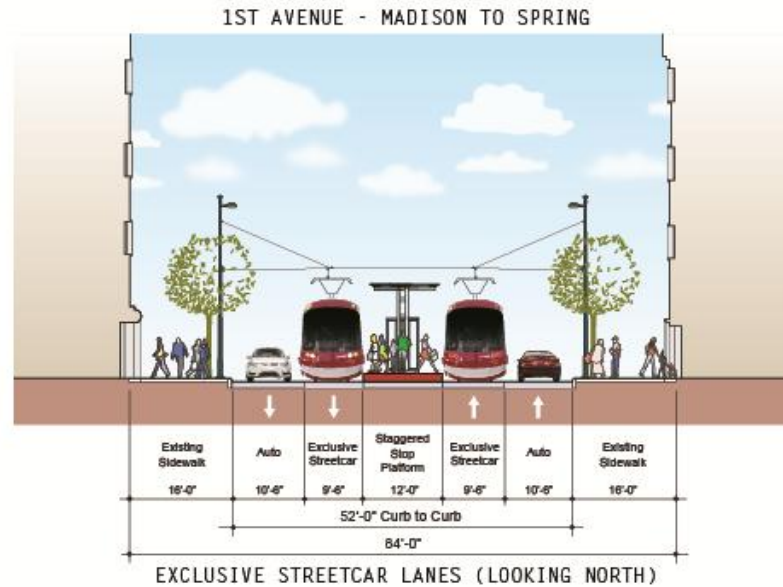 1ST AVENUE - MADISON TO SPRING
Existing
Sidewalk
16'-0"
Auto
10'-6"
Exclusive
Streetcar
9'-6"
Staggered
Stop
Platform
12'-0"
Exclusive
Streetcar
9'-6"
Auto
10'-6"
Existing
Sidewalk
16'-0"
52'-0" Curb to Curb
84'-0"
EXCLUSIVE STREETCAR LANES (LOOKING NORTH)